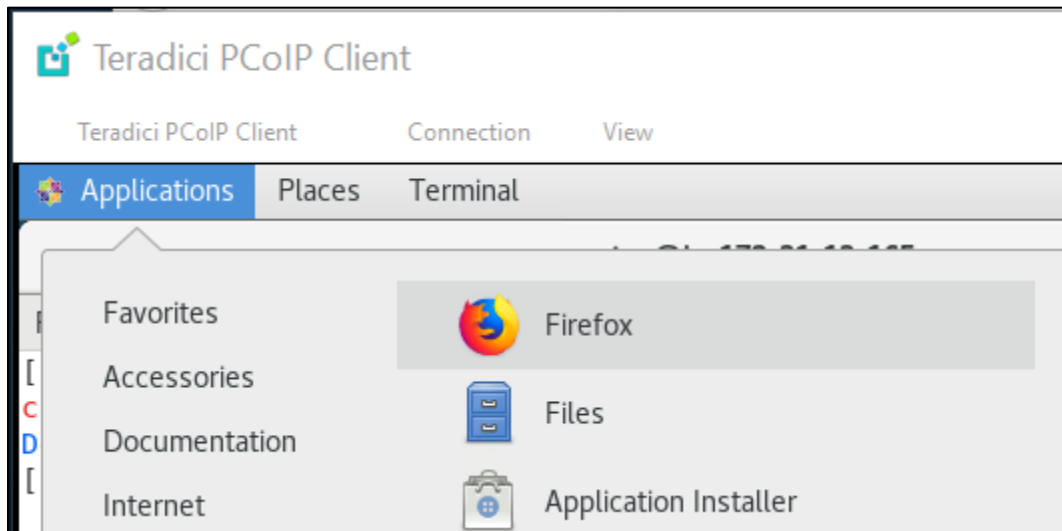 Teradici PCoIP Client
Teradici PCoIP Client Connection View
Applications Places Terminal
Favorites
Firefox
Accessories
Files
Documentation
Internet
Application Installer
[
c
D
[